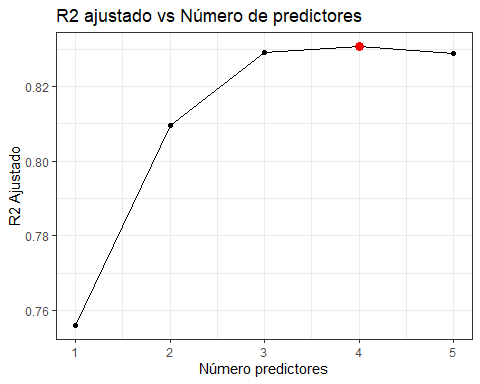 R2 ajustado vs Número de predictores
R2 Ajustado
0.82
0.80
0.78
0.76
1 2 3 4 5
Número predictores